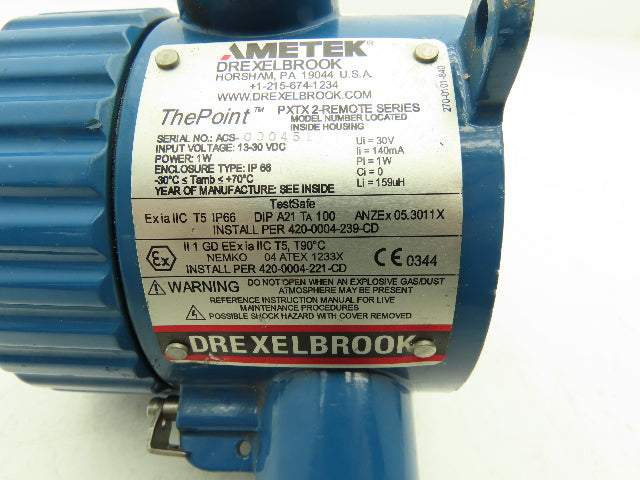 AMETEK®
DREXELBROOK
HORSHAM, PA 19044 U.S.A.
+1-215-674-1234
WWW.DREXELBROOK.COM
ThePoint™ PXTX 2-REMOTE SERIES
MODEL NUMBER LOCATED
INSIDE HOUSING
SERIAL NO.: ACS-000451
INPUT VOLTAGE: 13-30 VDC
POWER: 1W
ENCLOSURE TYPE: IP 66
-30°C ≤ Tamb ≤ +70°C
YEAR OF MANUFACTURE: SEE INSIDE
Ui = 30V
Ii = 140mA
Pi = 1W
Ci = 0
Li = 159uH
270-0101-840
TestSafe
Ex ia IIC T5 IP66 DIP A21 TA 100 ANZEx 05.3011X
INSTALL PER 420-0004-239-CD
Ex II 1 GD EEx ia IIC T5, T90°C
NEMKO 04 ATEX 1233X
INSTALL PER 420-0004-221-CD
CE 0344
WARNING DO NOT OPEN WHEN AN EXPLOSIVE GAS/DUST
ATMOSPHERE MAY BE PRESENT
REFERENCE INSTRUCTION MANUAL FOR LIVE
MAINTENANCE PROCEDURES
POSSIBLE SHOCK HAZARD WITH COVER REMOVED
DREXELBROOK